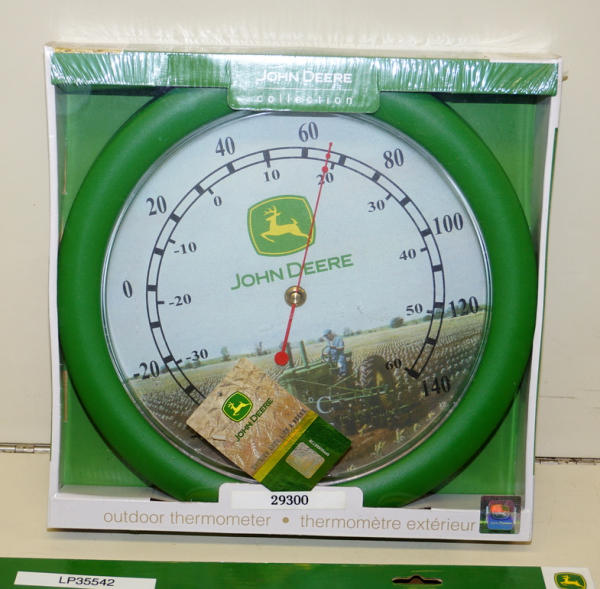 JOHN DEERE
collection
-20
0
20
40
60
80
100
120
140
-30
-20
-10
0
10
20
30
40
50
60
°C
JOHN DEERE
JOHN DEERE
29300
outdoor thermometer • thermomètre extérieur
LP35542